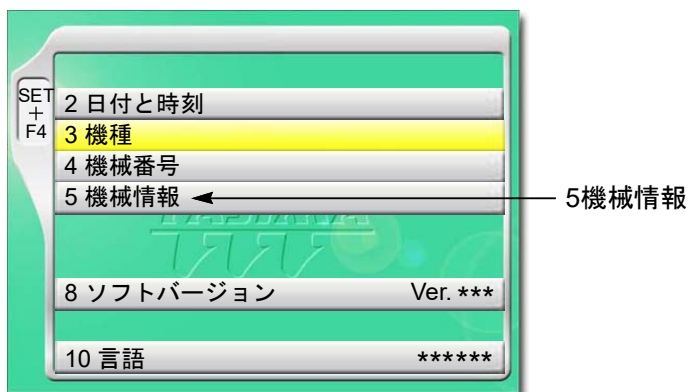 SET
+
F4
2 日付と時刻
3 機種
4 機械番号
5 機械情報
5機械情報
8 ソフトバージョン Ver. ***
10 言語 ******